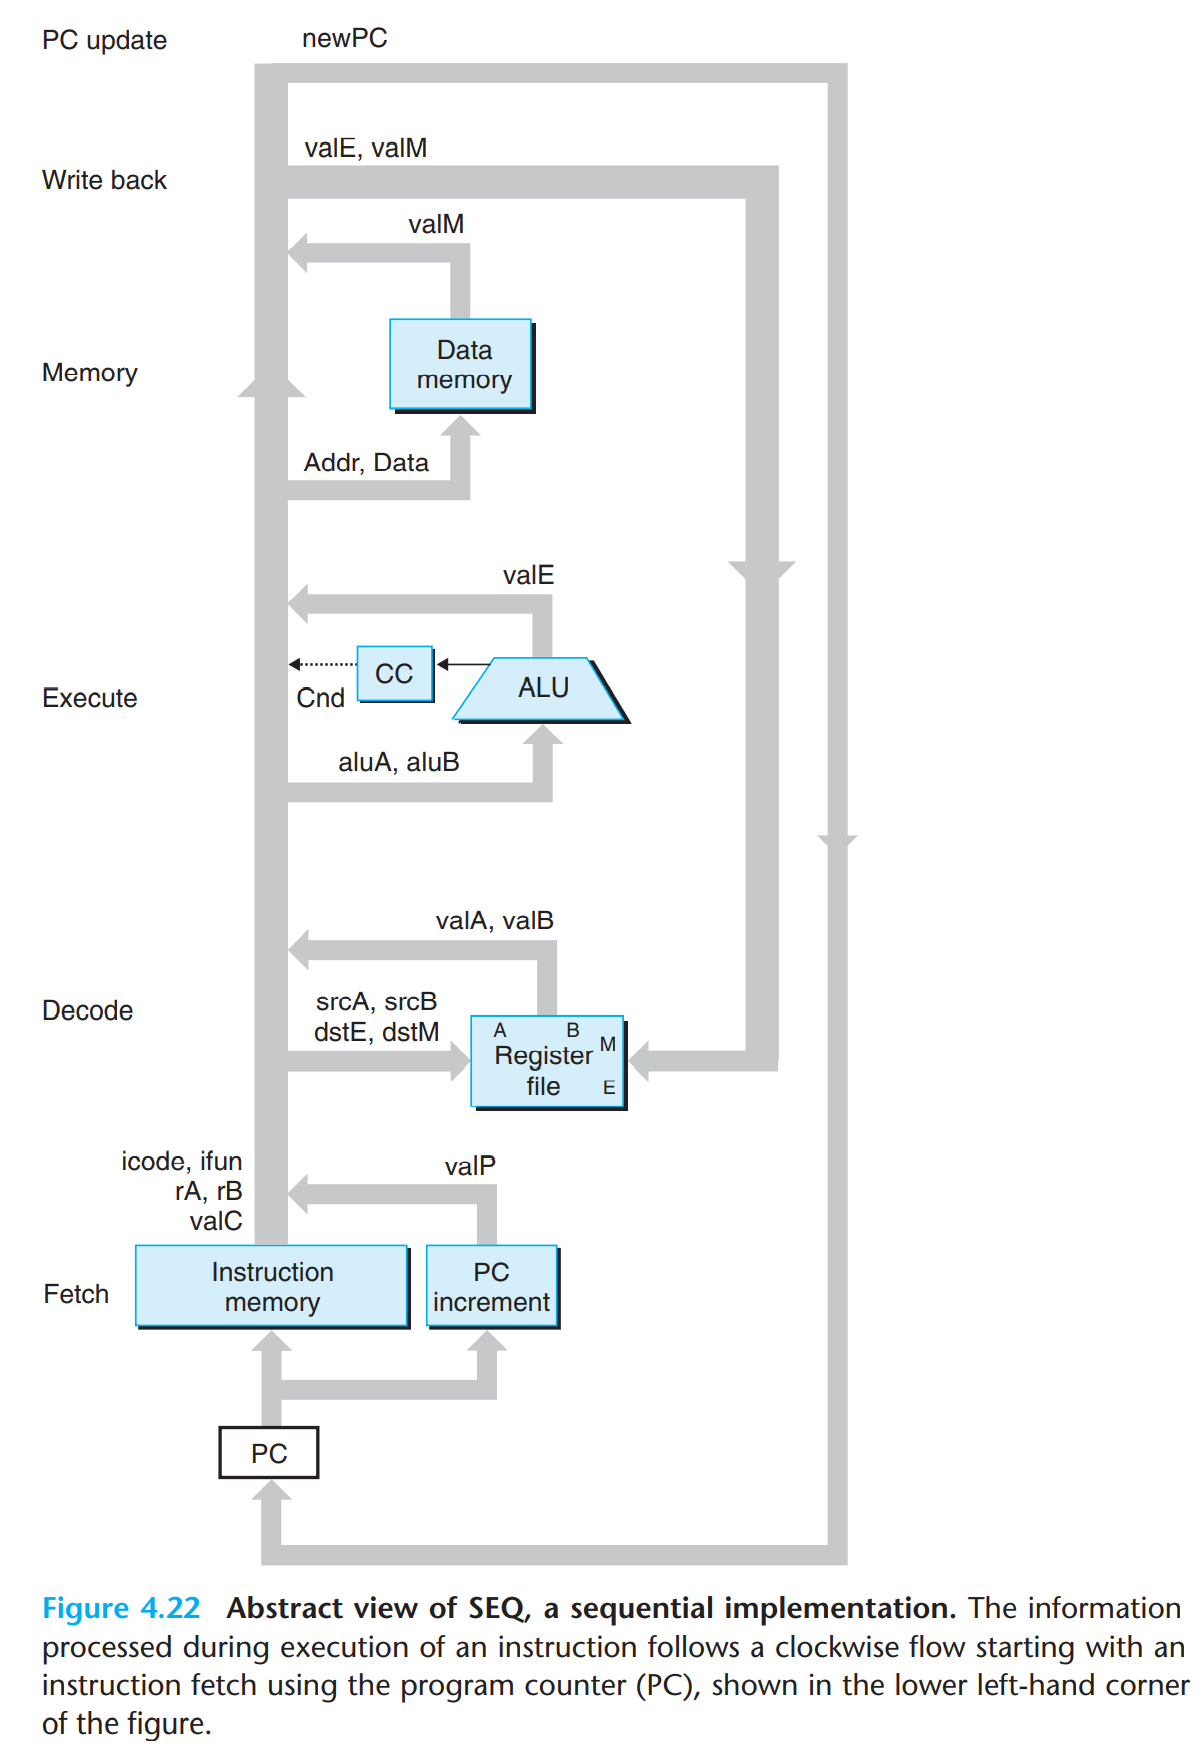 PC update
newPC
valE, valM
Write back
valM
Data
memory
Memory
Addr, Data
valE
CC
ALU
Execute
Cnd
aluA, aluB
valA, valB
Decode
srcA, srcB
dstE, dstM
A
B
M
Register
file
E
icode, ifun
rA, rB
valC
valP
Fetch
Instruction
memory
PC
increment
PC
Figure 4.22 Abstract view of SEQ, a sequential implementation. The information
processed during execution of an instruction follows a clockwise flow starting with an
instruction fetch using the program counter (PC), shown in the lower left-hand corner
of the figure.